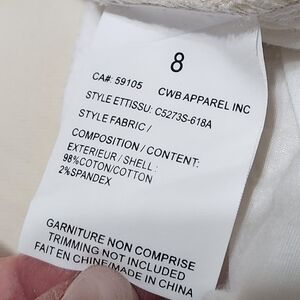 8
CA#: 59105 CWB APPAREL INC
STYLE ETTISSU: C5273S-618A
STYLE FABRIC /
COMPOSITION / CONTENT:
EXTERIEUR / SHELL:
98%COTON/COTTON
2%SPANDEX
GARNITURE NON COMPRISE
TRIMMING NOT INCLUDED
FAIT EN CHINE/MADE IN CHINA